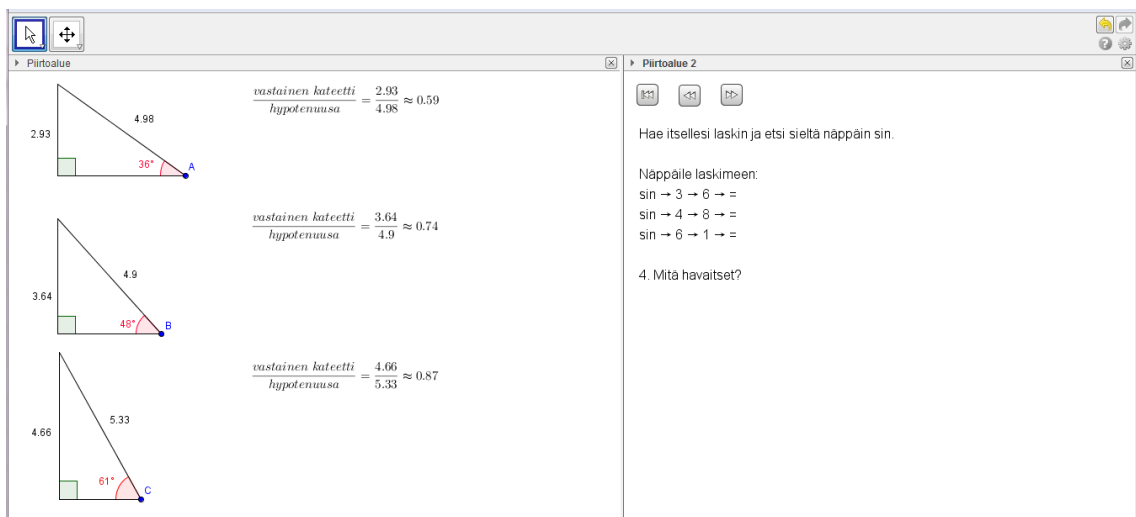 Piirtoalue
2.93
4.98
36°
A
vastainen kateetti / hypotenuusa = 2.93 / 4.98 ≈ 0.59
3.64
4.9
48°
B
vastainen kateetti / hypotenuusa = 3.64 / 4.9 ≈ 0.74
4.66
5.33
61°
C
vastainen kateetti / hypotenuusa = 4.66 / 5.33 ≈ 0.87
Piirtoalue 2
Hae itsellesi laskin ja etsi sieltä näppäin sin.
Näppäile laskimeen:
sin → 3 → 6 → =
sin → 4 → 8 → =
sin → 6 → 1 → =
4. Mitä havaitset?